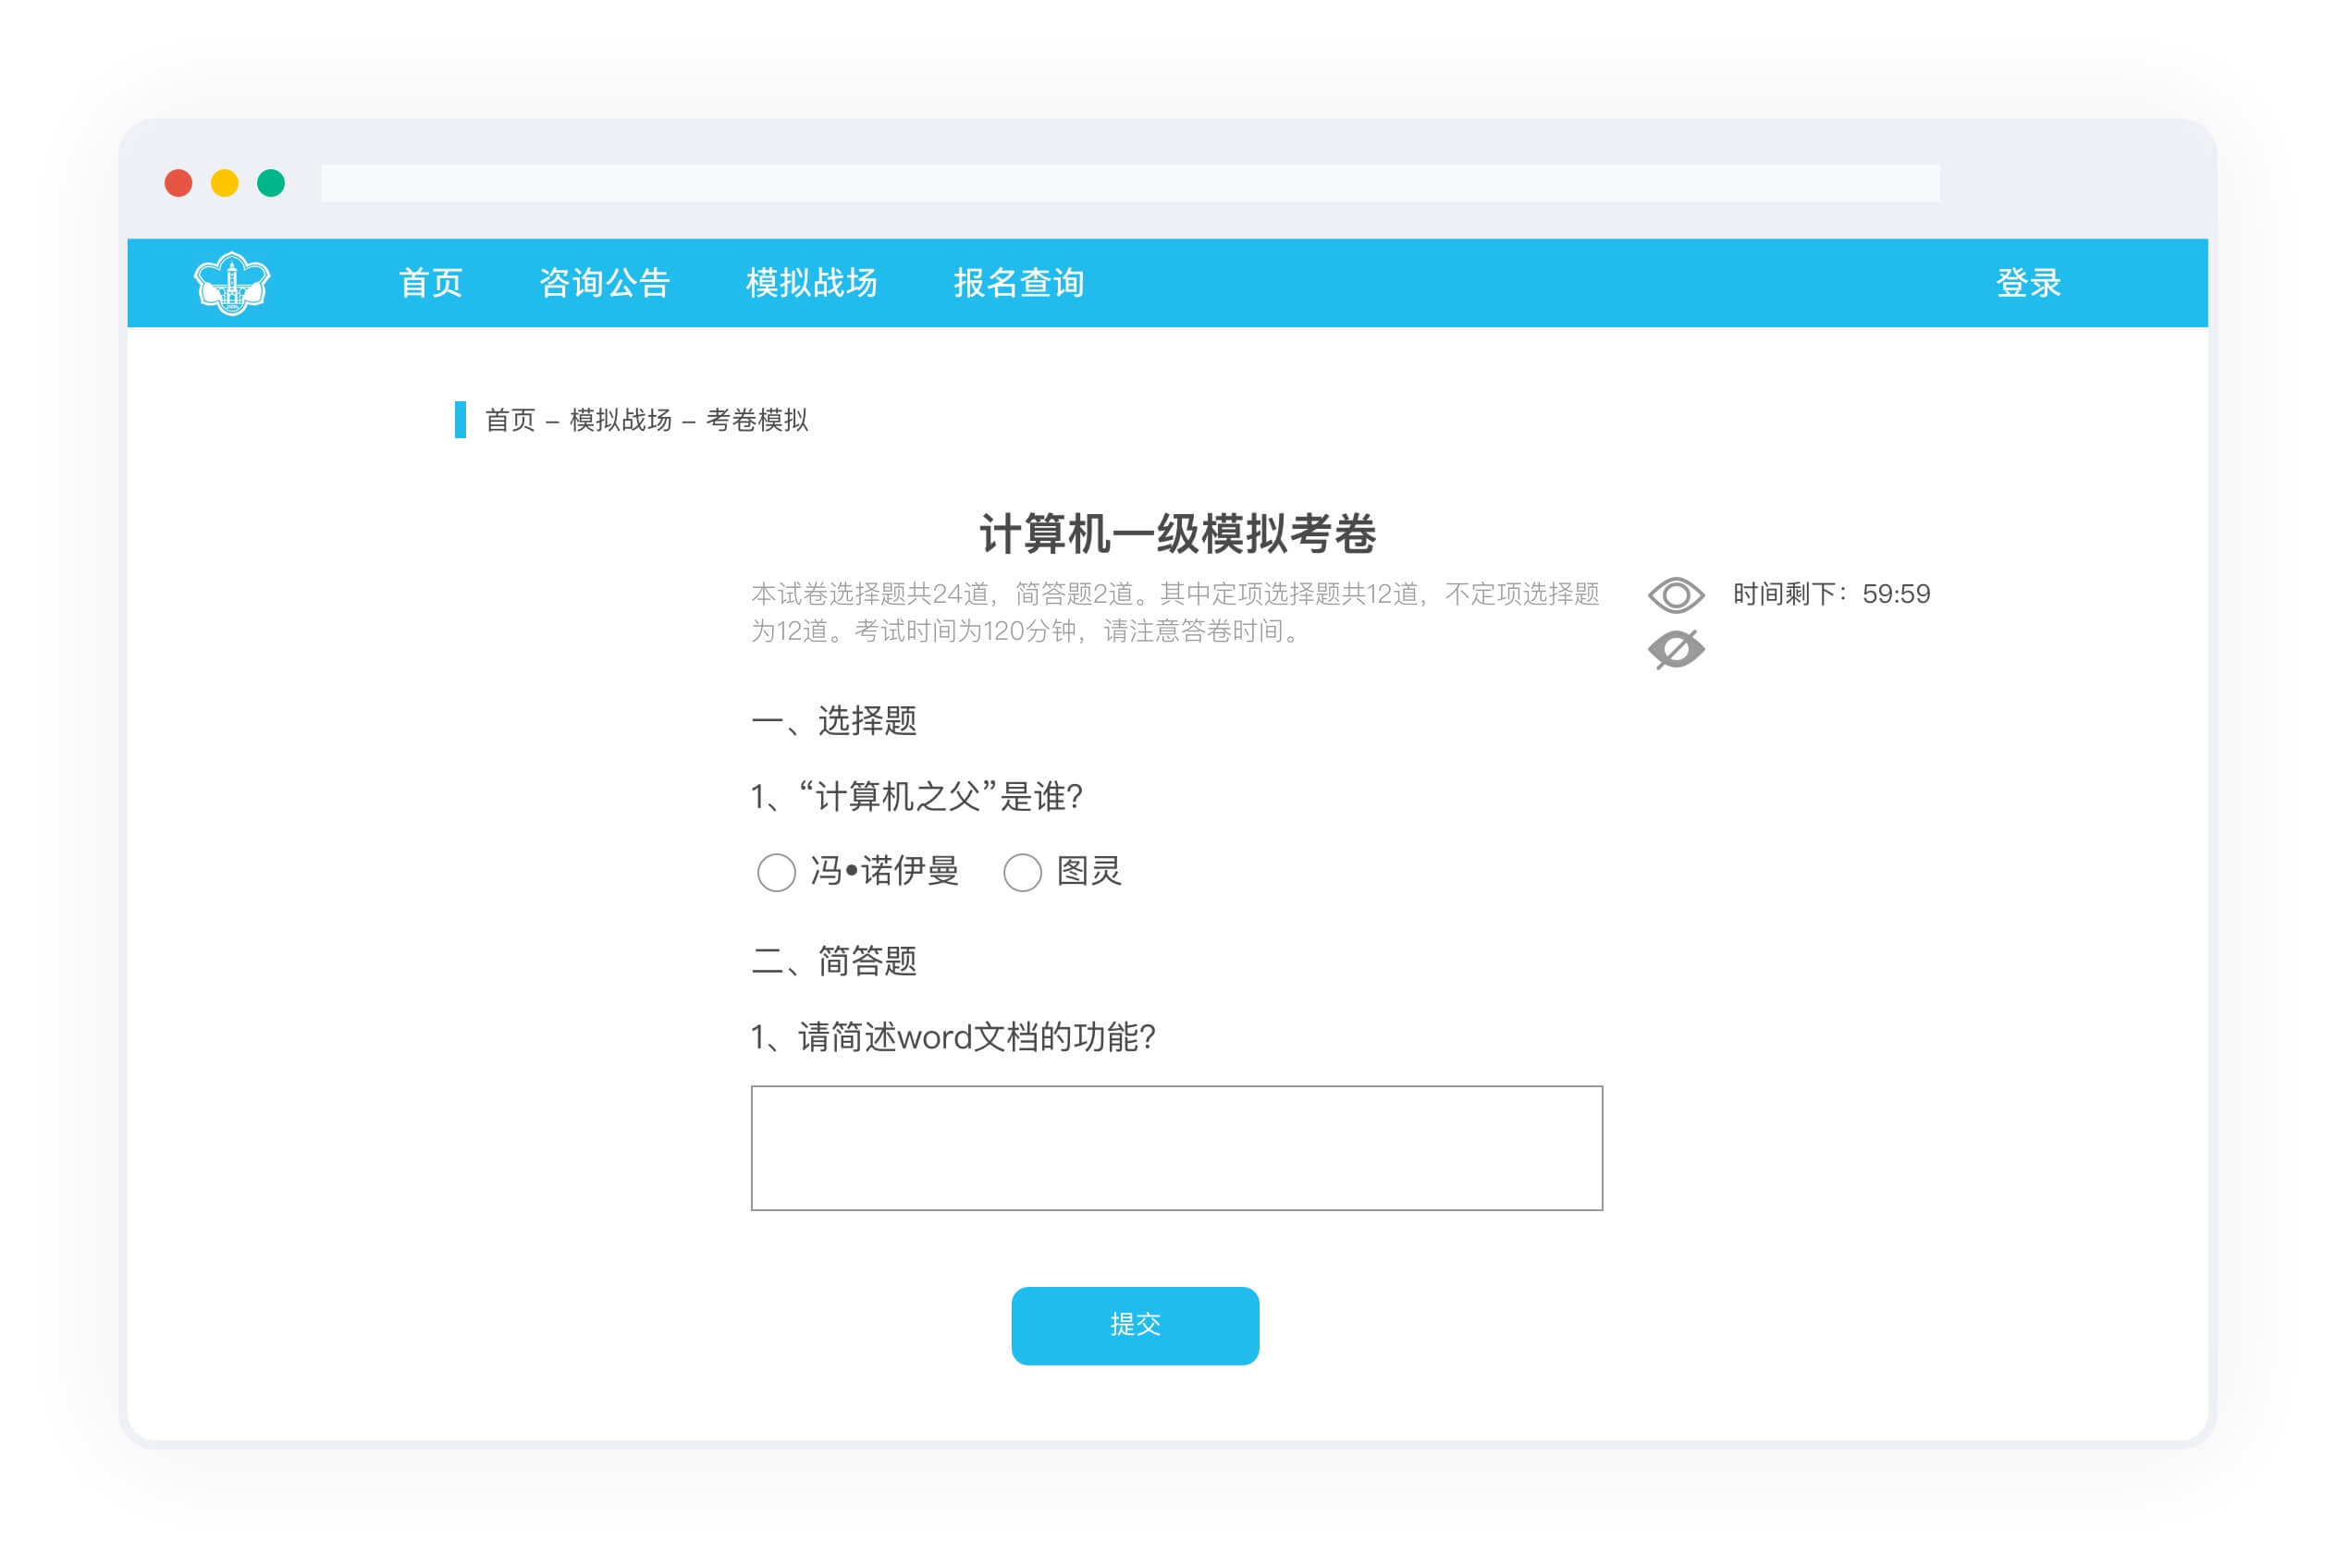 首页 咨询公告 模拟战场 报名查询 登录
首页 – 模拟战场 – 考卷模拟
计算机一级模拟考卷
本试卷选择题共24道，简答题2道。其中定项选择题共12道，不定项选择题
为12道。考试时间为120分钟，请注意答卷时间。
时间剩下：59:59
一、选择题
1、“计算机之父”是谁？
冯•诺伊曼 图灵
二、简答题
1、请简述word文档的功能？
提交